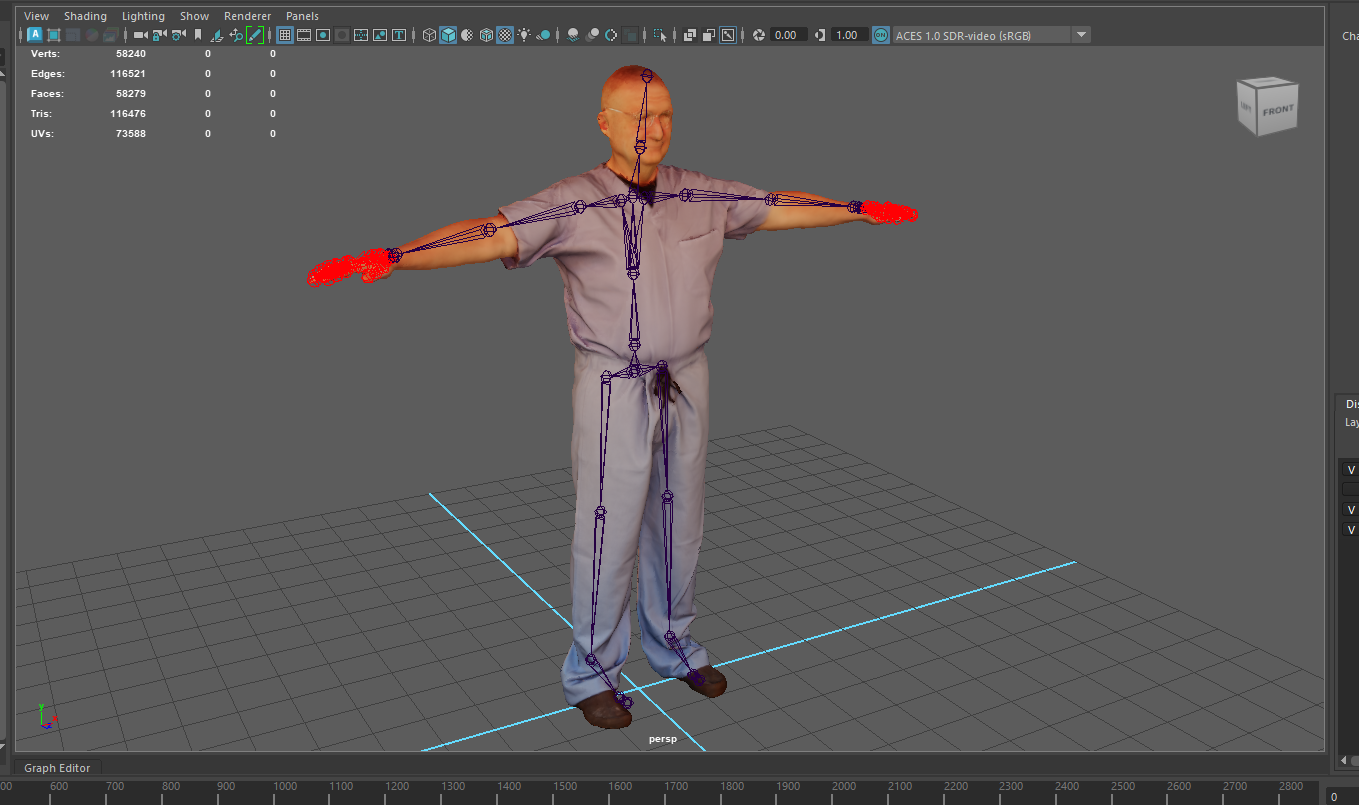 View Shading Lighting Show Renderer Panels
Cha
A T 0.00 1.00 ON ACES 1.0 SDR-video (sRGB)
Verts: 58240 0 0
Edges: 116521 0 0
Faces: 58279 0 0
Tris: 116476 0 0
UVs: 73588 0 0
FRONT
Dis
Lay
V
V
V
y
x
z
persp
Graph Editor
00 600 700 800 900 1000 1100 1200 1300 1400 1500 1600 1700 1800 1900 2000 2100 2200 2300 2400 2500 2600 2700 2800
0